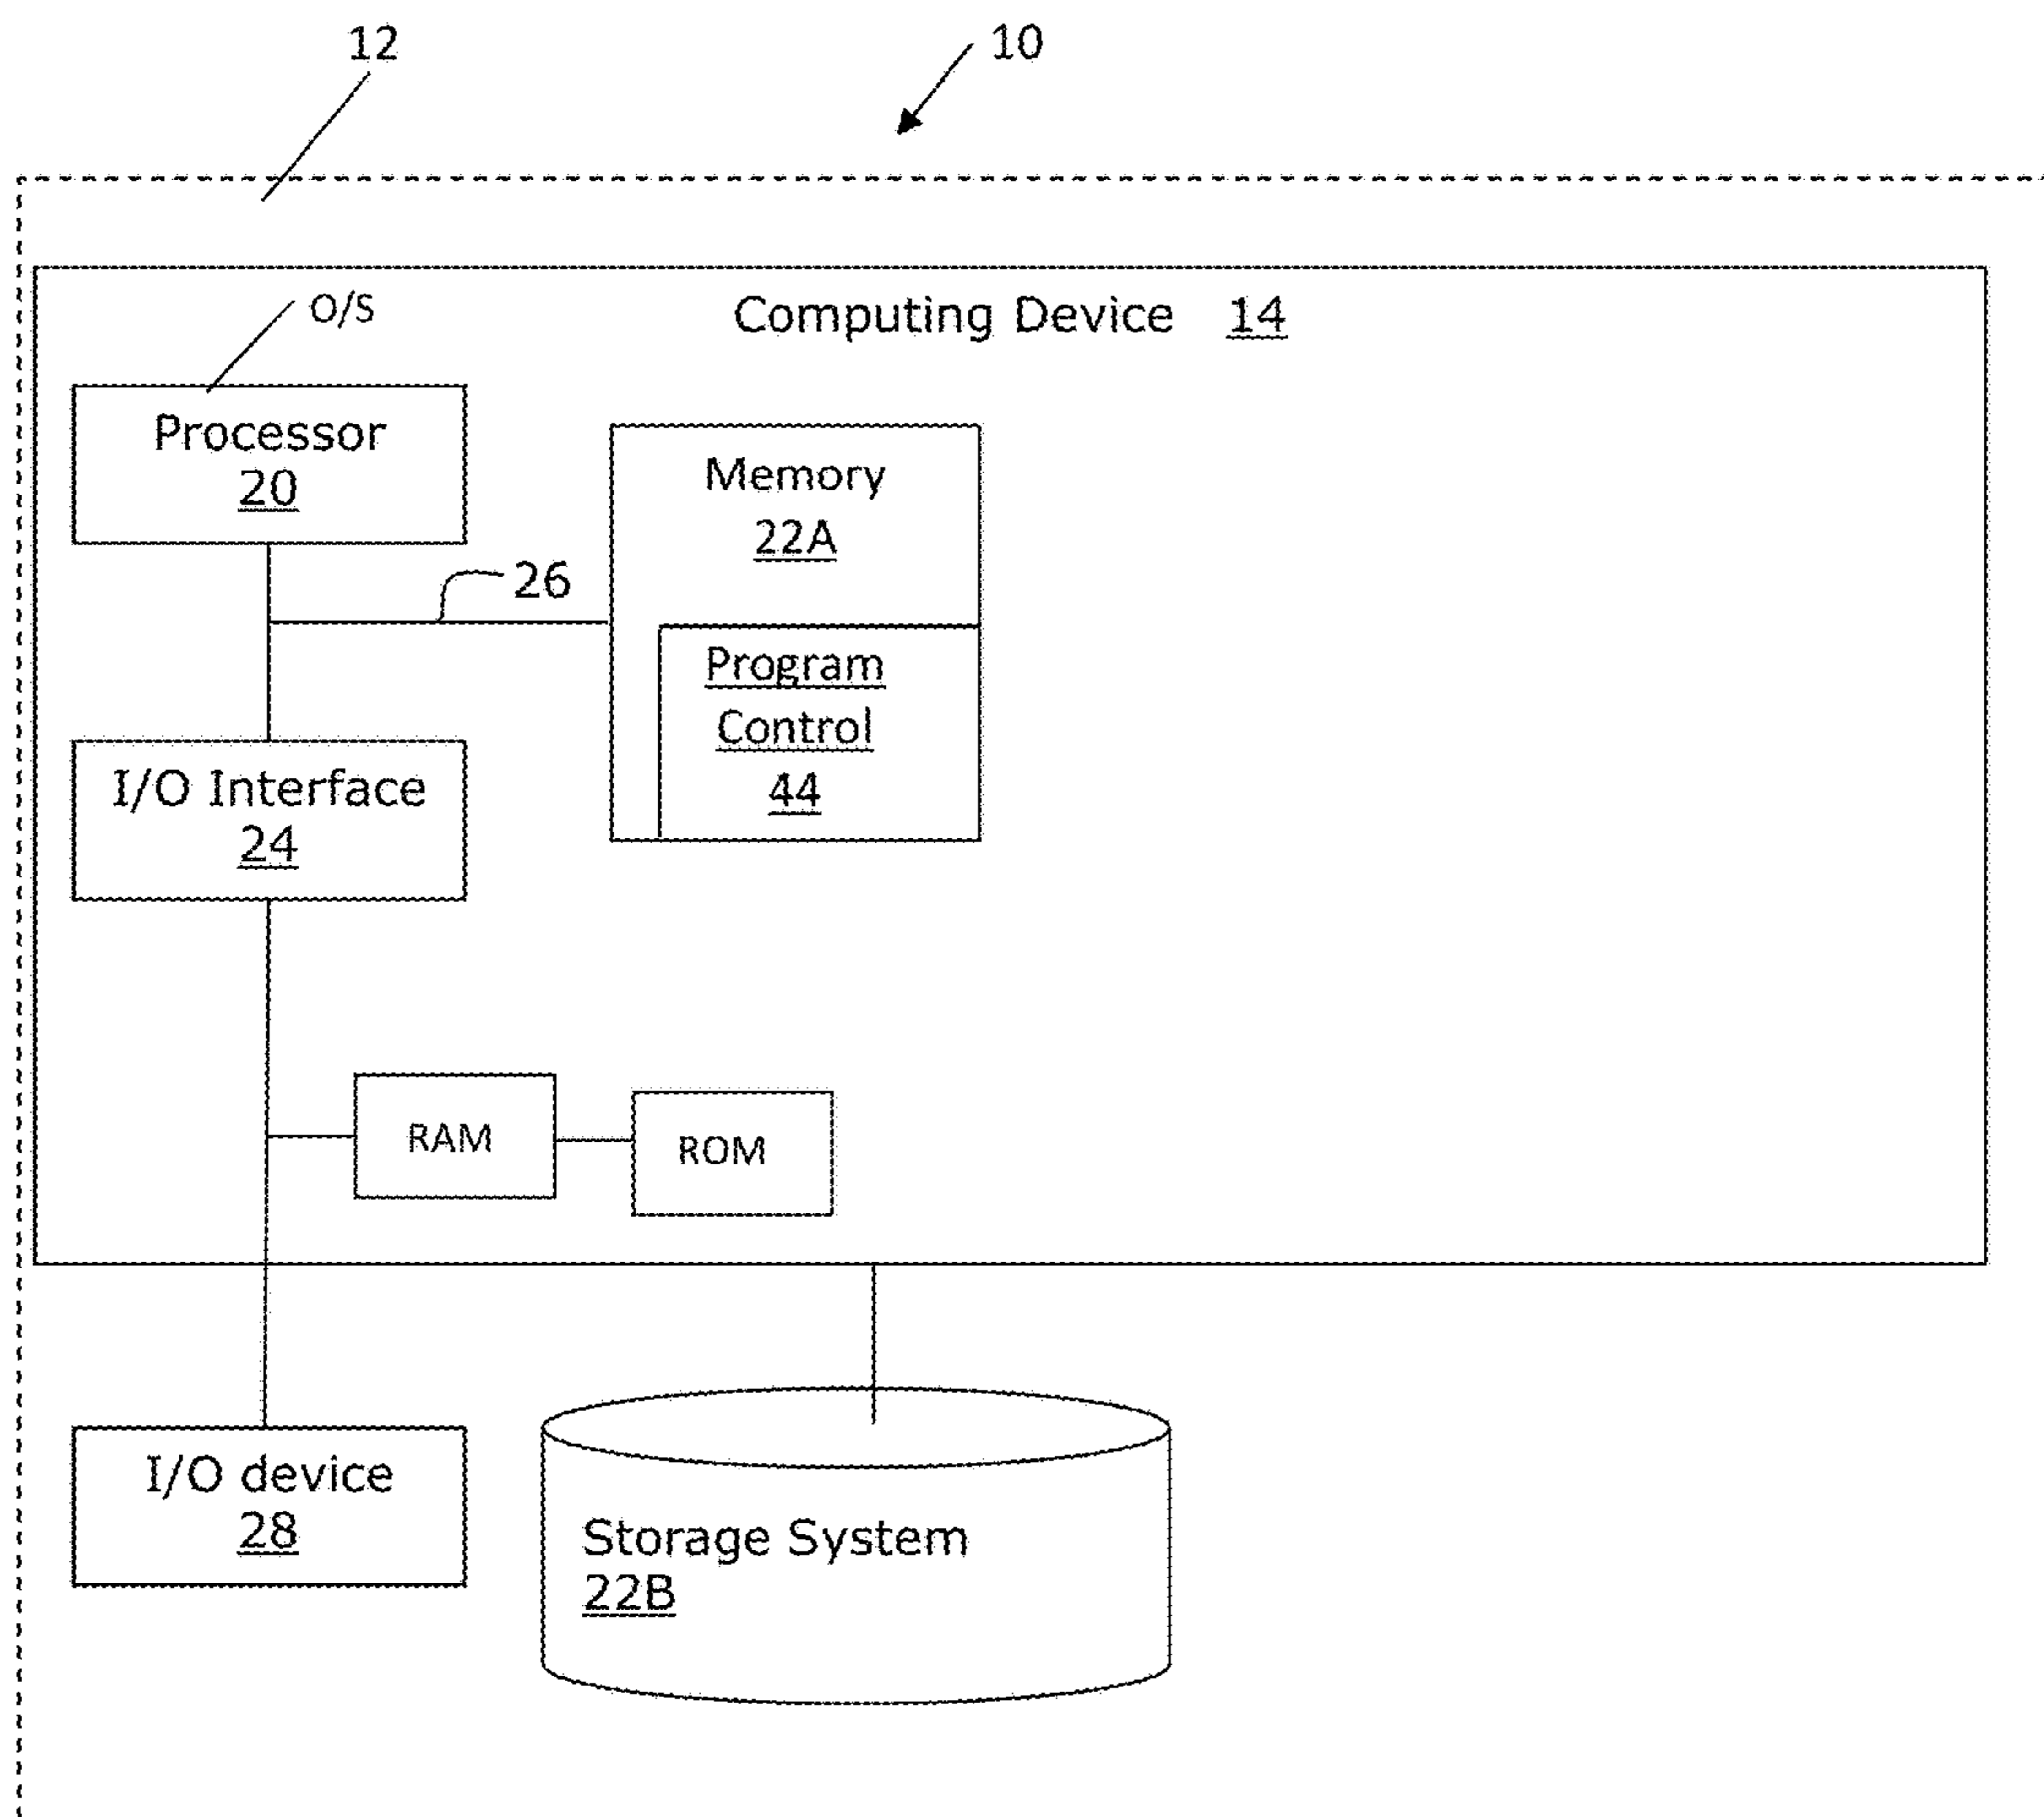 12
10
O/S
Computing Device 14
Processor
20
Memory
22A
26
Program
Control
44
I/O Interface
24
RAM
ROM
I/O device
28
Storage System
22B